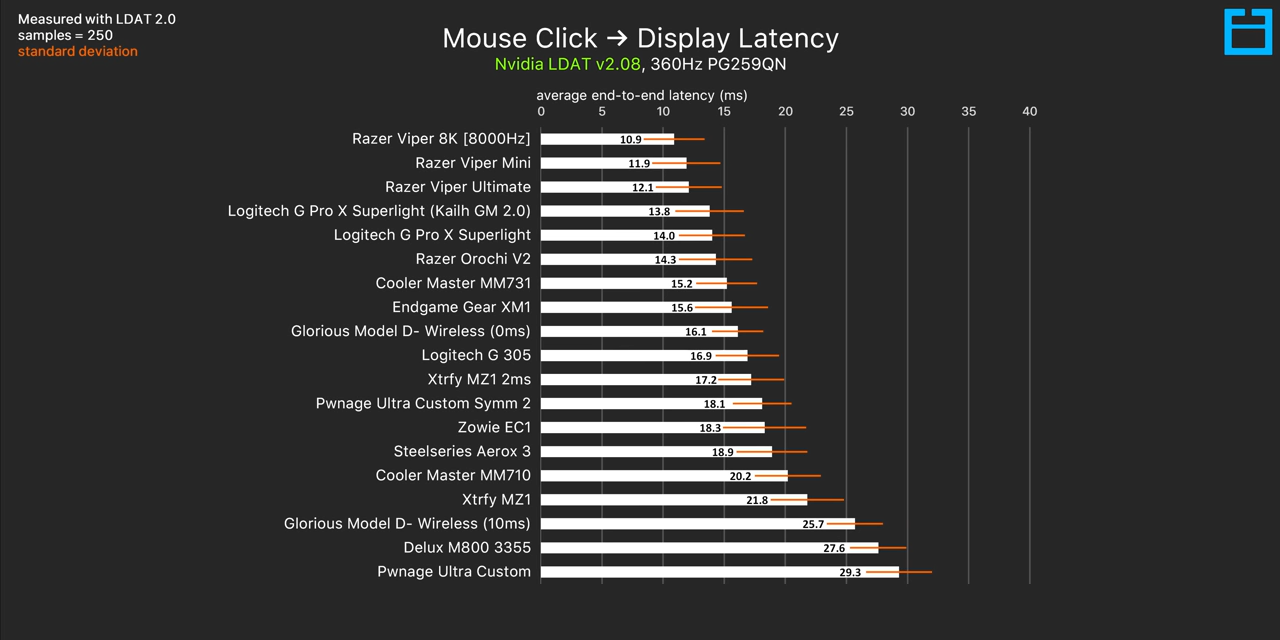 Measured with LDAT 2.0
samples = 250
standard deviation
Mouse Click → Display Latency
Nvidia LDAT v2.08, 360Hz PG259QN
average end-to-end latency (ms)
0 5 10 15 20 25 30 35 40
Razer Viper 8K [8000Hz] 10.9
Razer Viper Mini 11.9
Razer Viper Ultimate 12.1
Logitech G Pro X Superlight (Kailh GM 2.0) 13.8
Logitech G Pro X Superlight 14.0
Razer Orochi V2 14.3
Cooler Master MM731 15.2
Endgame Gear XM1 15.6
Glorious Model D- Wireless (0ms) 16.1
Logitech G 305 16.9
Xtrfy MZ1 2ms 17.2
Pwnage Ultra Custom Symm 2 18.1
Zowie EC1 18.3
Steelseries Aerox 3 18.9
Cooler Master MM710 20.2
Xtrfy MZ1 21.8
Glorious Model D- Wireless (10ms) 25.7
Delux M800 3355 27.6
Pwnage Ultra Custom 29.3